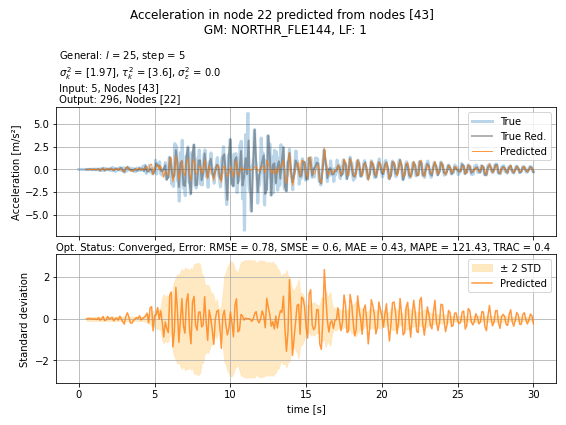 Acceleration in node 22 predicted from nodes [43]
GM: NORTHR_FLE144, LF: 1
General: l = 25, step = 5
σ²ₖ = [1.97], τ²ₖ = [3.6], σ²ε = 0.0
Input: 5, Nodes [43]
Output: 296, Nodes [22]
Acceleration [m/s²]
5.0
2.5
0.0
−2.5
−5.0
True
True Red.
Predicted
Opt. Status: Converged, Error: RMSE = 0.78, SMSE = 0.6, MAE = 0.43, MAPE = 121.43, TRAC = 0.4
Standard deviation
2
0
−2
± 2 STD
Predicted
0 5 10 15 20 25 30
time [s]